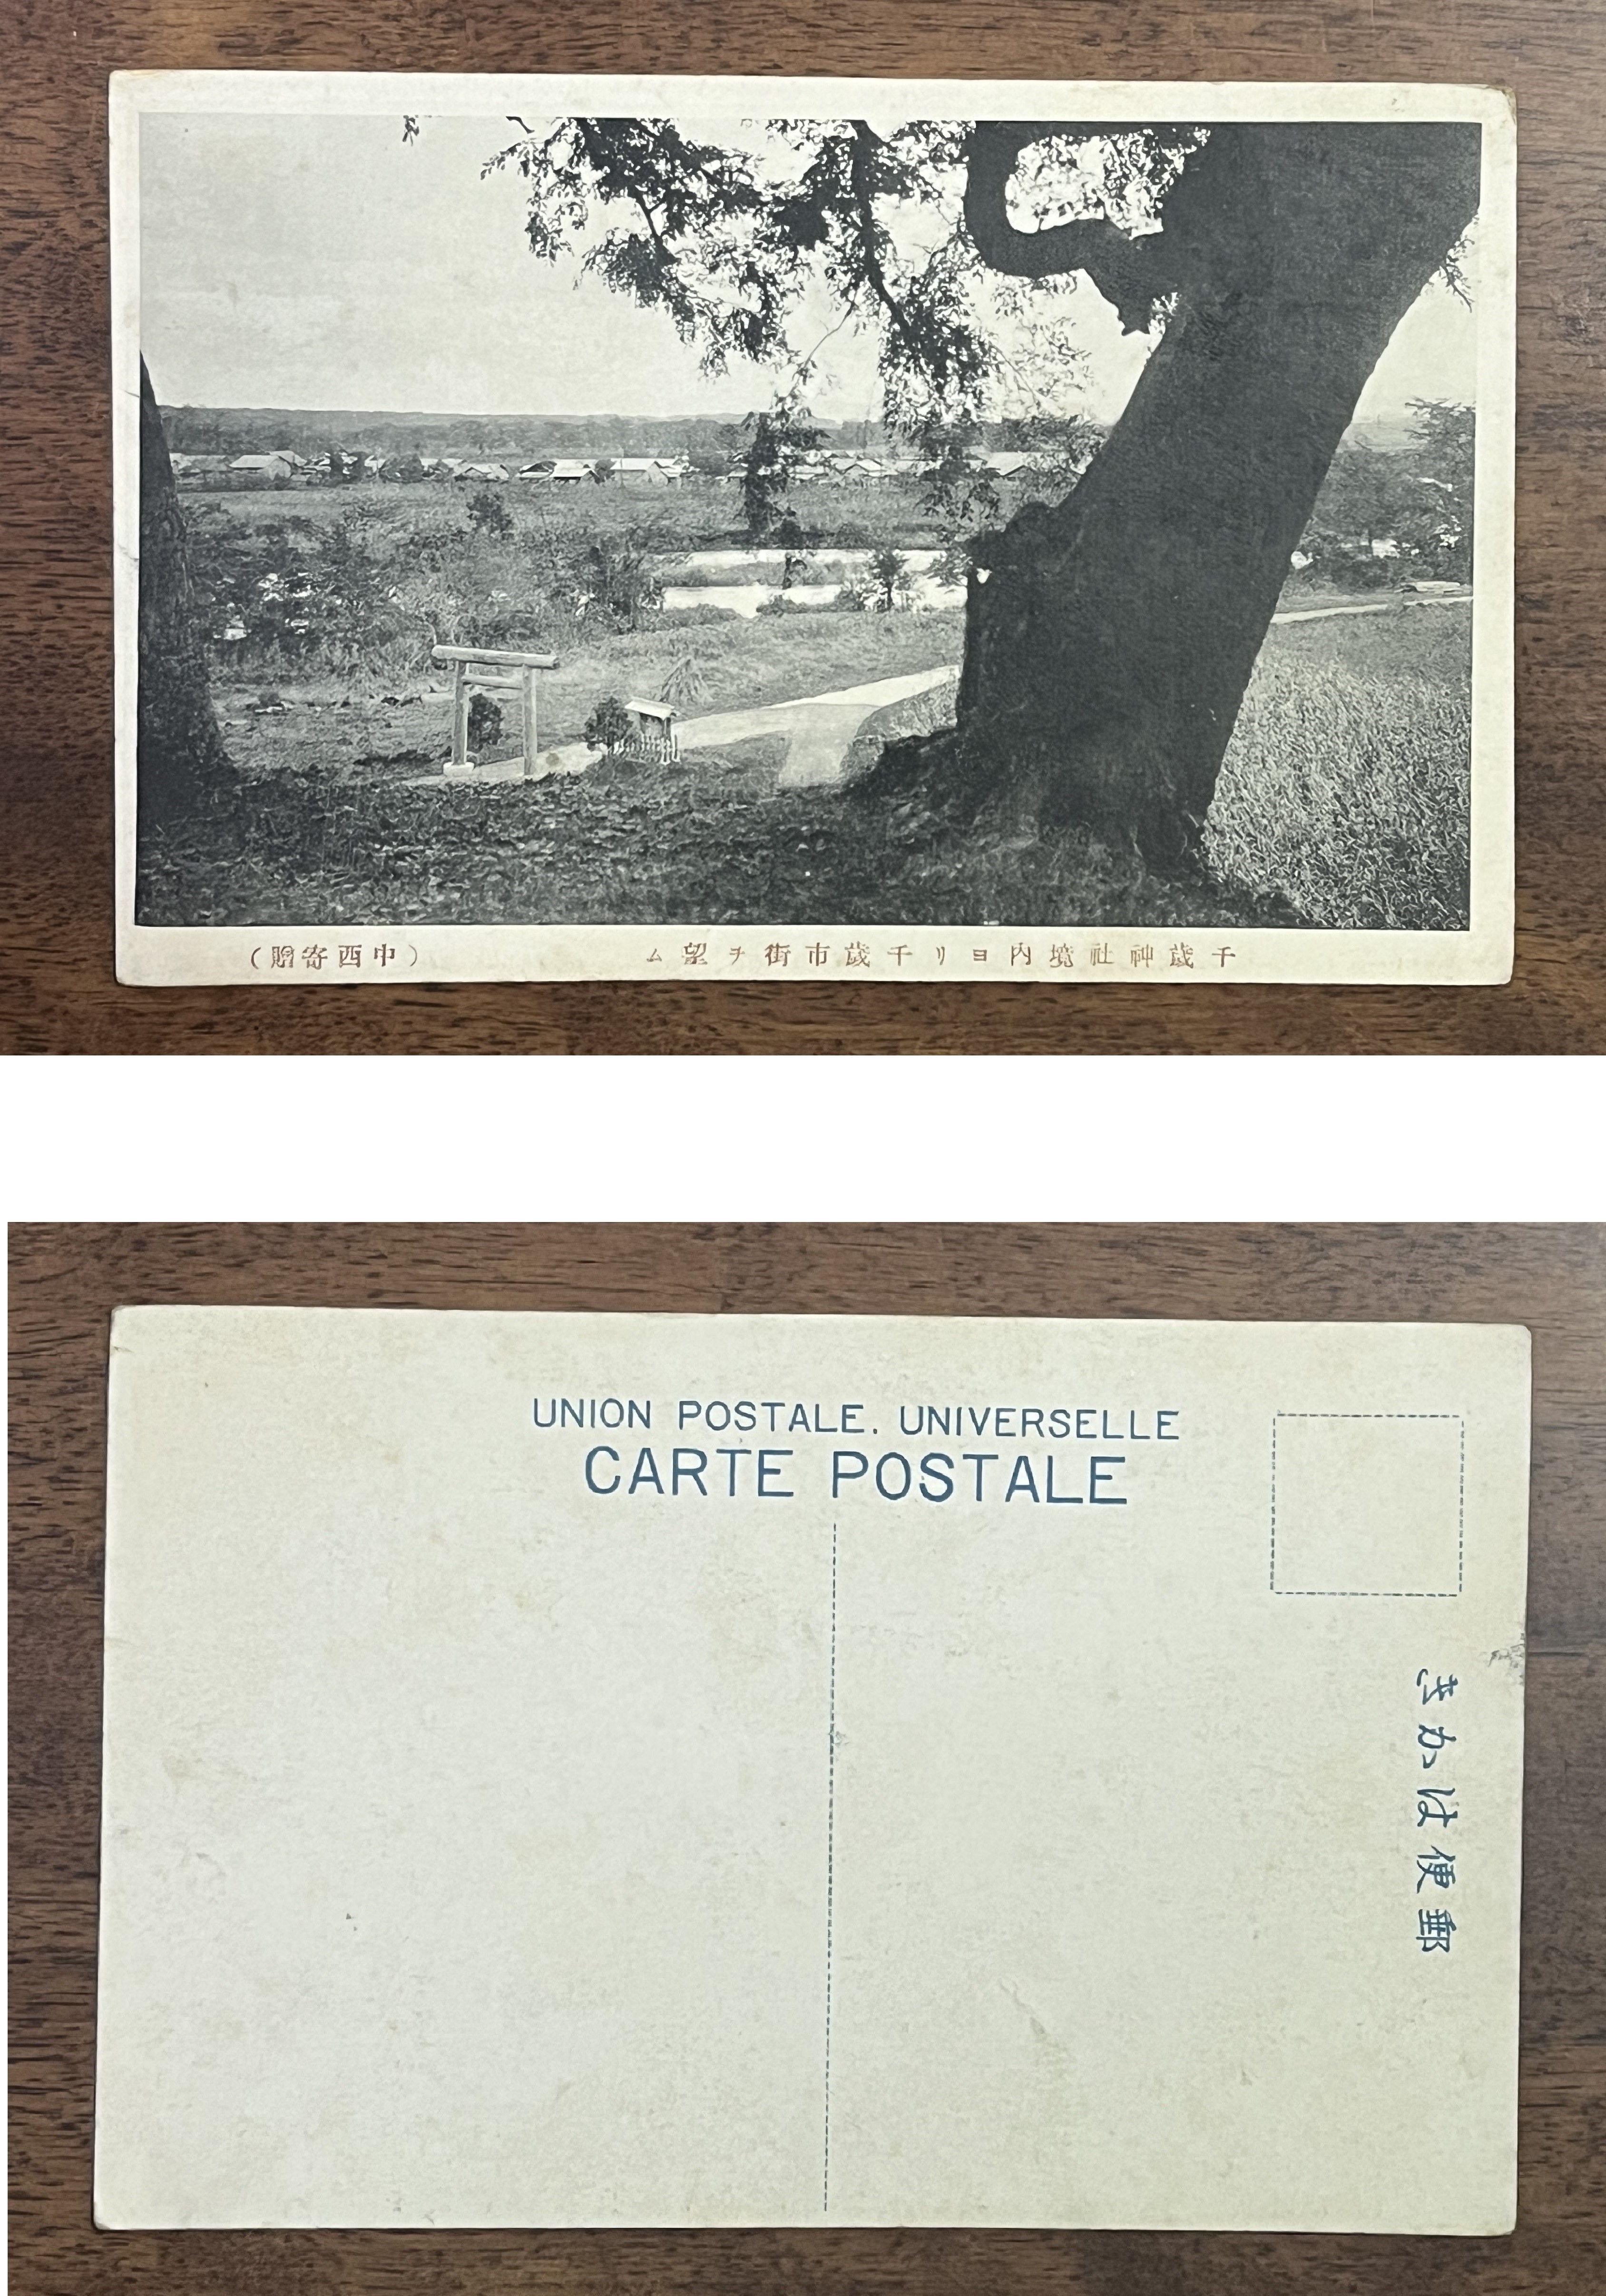 千歳神社境内ヨリ千歳市街ヲ望ム
(中西寄贈)
UNION POSTALE. UNIVERSELLE
CARTE POSTALE
郵便はかき